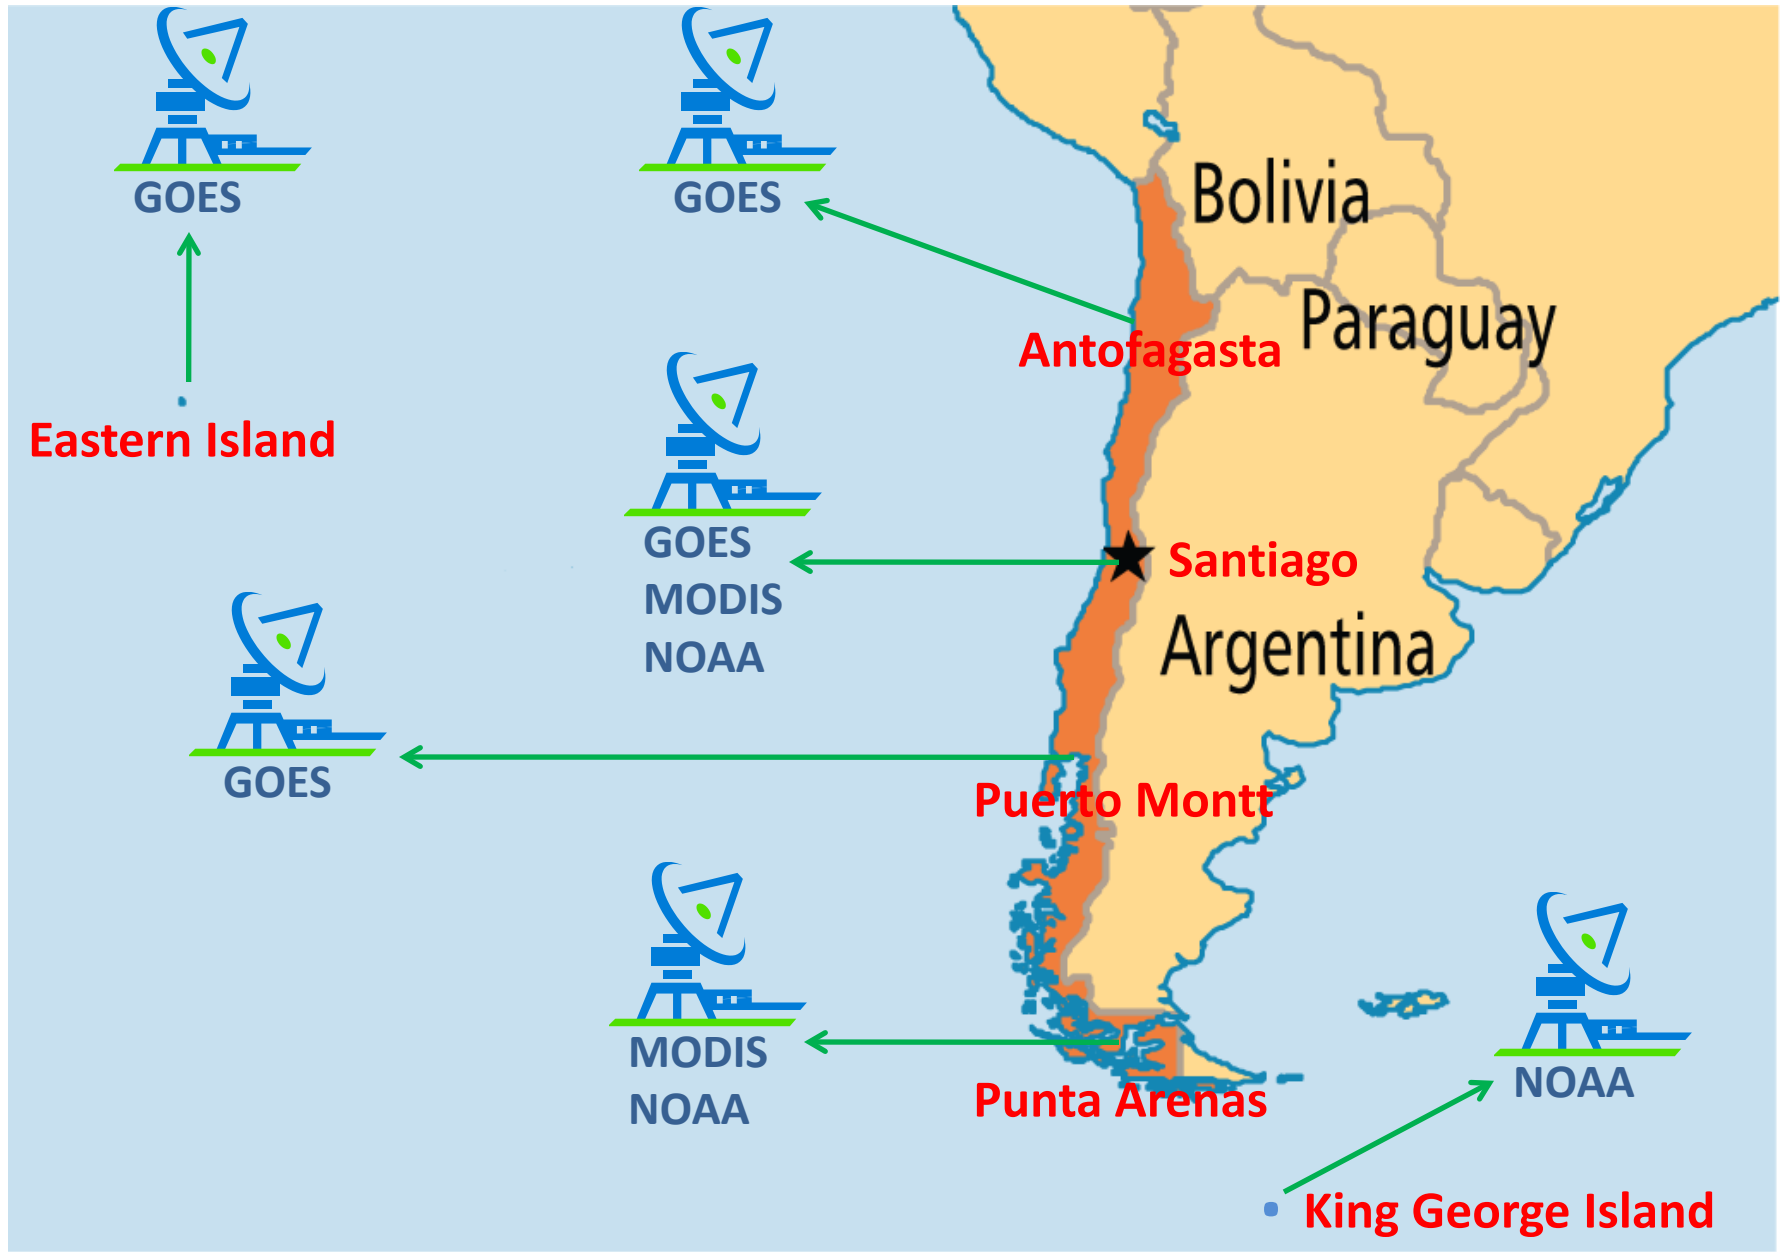 GOES
GOES
Bolivia
Paraguay
Antofagasta
Eastern Island
GOES
MODIS
NOAA
Santiago
Argentina
GOES
Puerto Montt
MODIS
NOAA
Punta Arenas
NOAA
King George Island